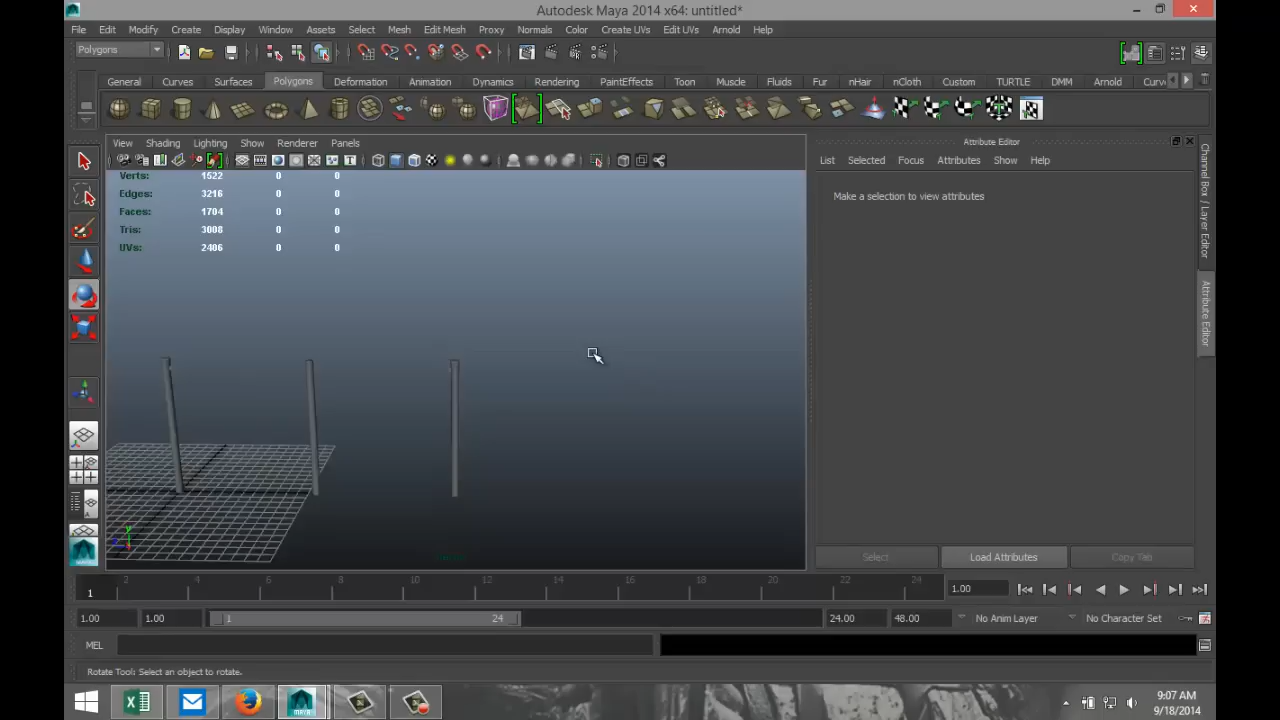 Autodesk Maya 2014 x64: untitled*
File Edit Modify Create Display Window Assets Select Mesh Edit Mesh Proxy Normals Color Create UVs Edit UVs Arnold Help
Polygons
General Curves Surfaces Polygons Deformation Animation Dynamics Rendering PaintEffects Toon Muscle Fluids Fur nHair nCloth Custom TURTLE DMM Arnold Curv
View Shading Lighting Show Renderer Panels
Attribute Editor
List Selected Focus Attributes Show Help
Make a selection to view attributes
Verts: 1522 0 0
Edges: 3216 0 0
Faces: 1704 0 0
Tris: 3008 0 0
UVs: 2406 0 0
Channel Box / Layer Editor
Attribute Editor
Select Load Attributes Copy Tab
2 4 6 8 10 12 14 16 18 20 22 24
1 1.00
1.00 1.00 1 24 24.00 48.00 No Anim Layer No Character Set
MEL
Rotate Tool: Select an object to rotate.
9:07 AM
9/18/2014